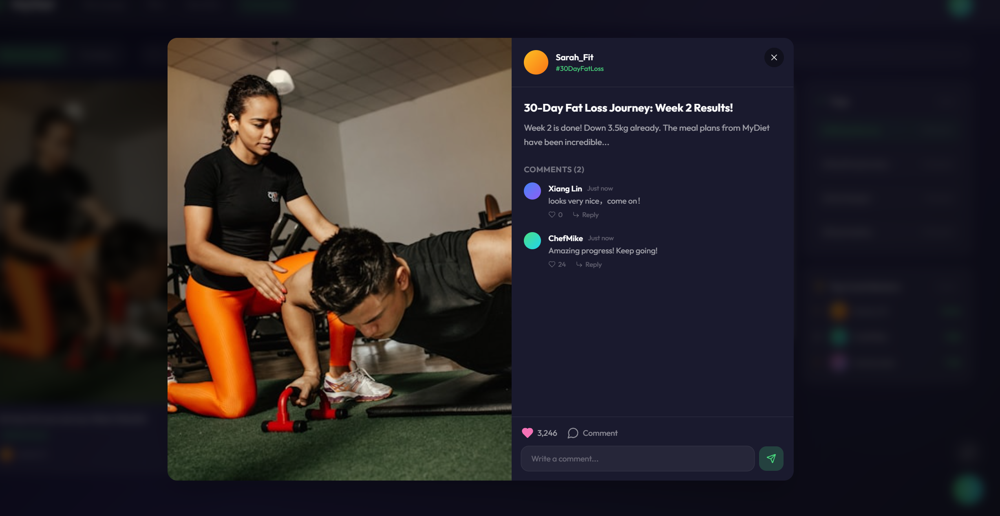 Sarah_Fit
#30DayFatLoss
30-Day Fat Loss Journey: Week 2 Results!
Week 2 is done! Down 3.5kg already. The meal plans from MyDiet
have been incredible...
COMMENTS (2)
Xiang Lin Just now
looks very nice，come on！
0 Reply
ChefMike Just now
Amazing progress! Keep going!
24 Reply
3,246 Comment
Write a comment...